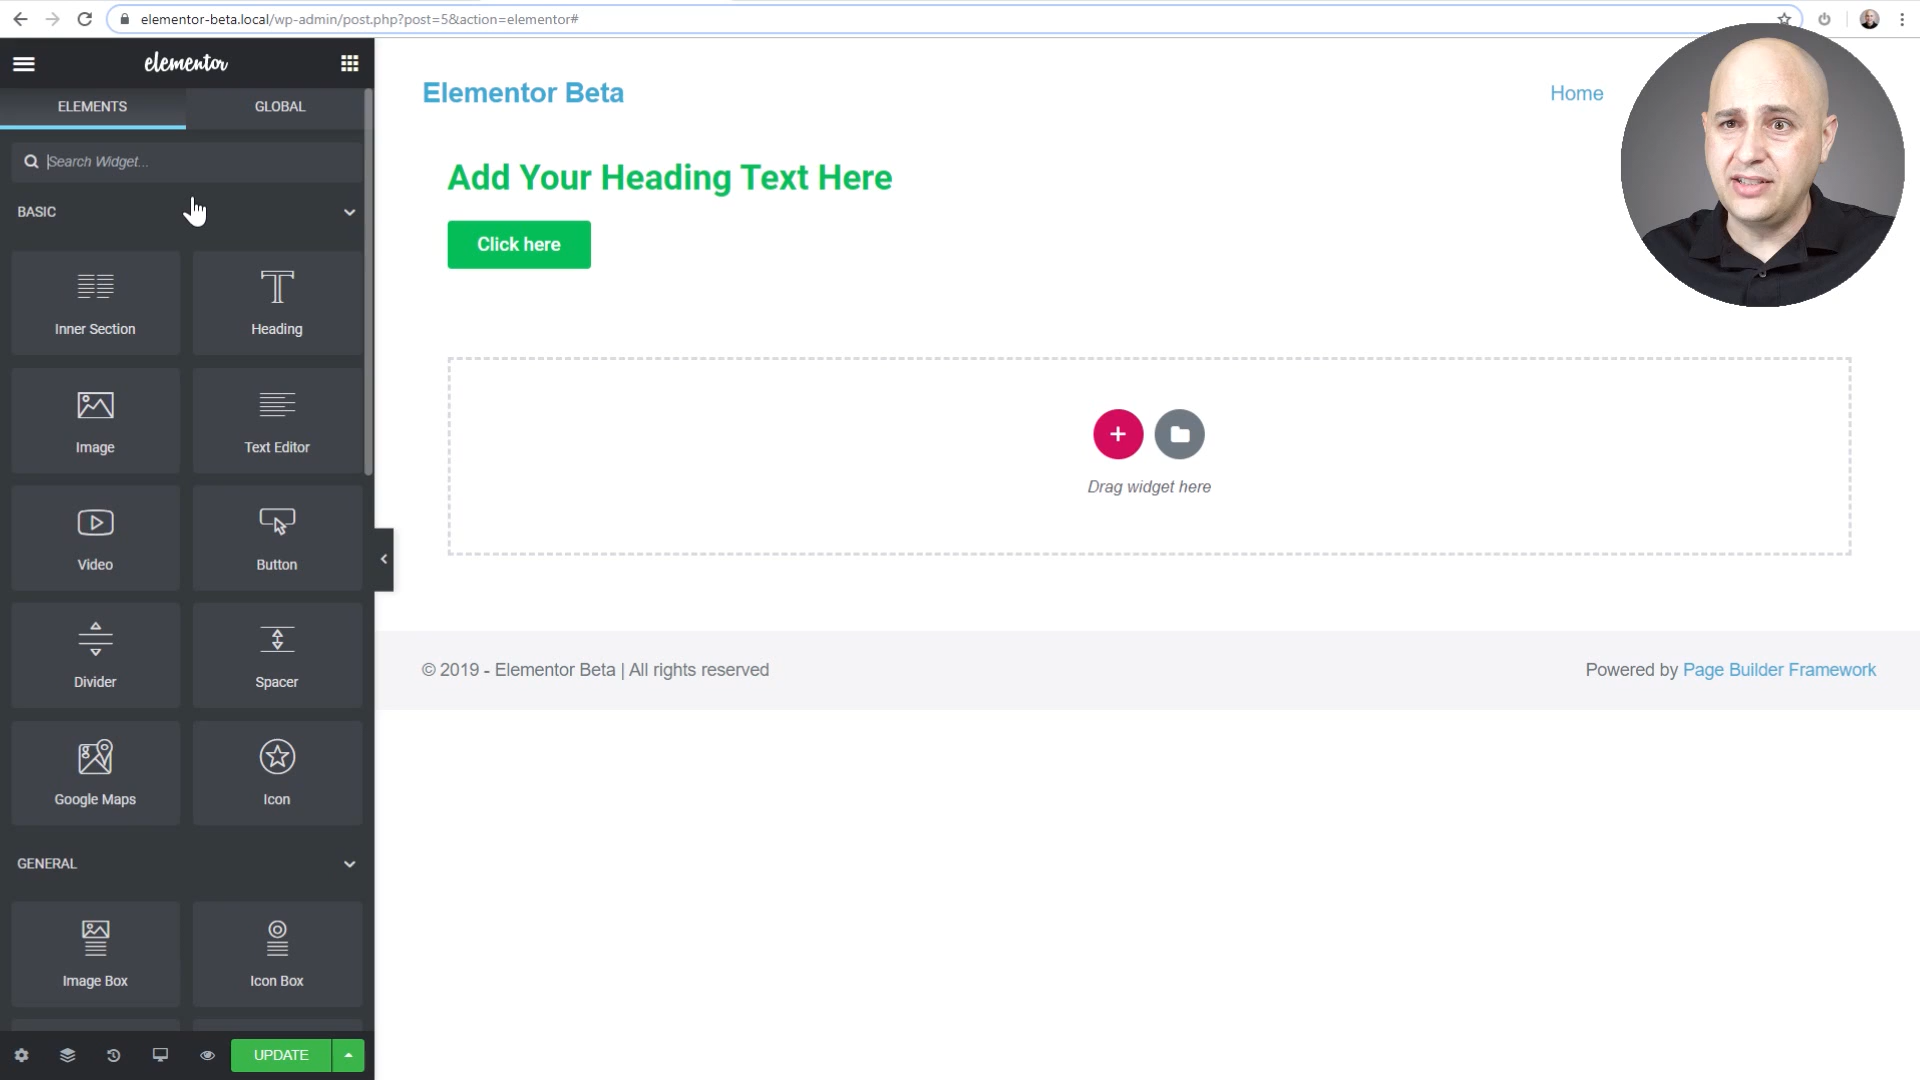 elementor-beta.local/wp-admin/post.php?post=5&action=elementor#
elementor
ELEMENTS
GLOBAL
Search Widget...
BASIC
Inner Section
Heading
Image
Text Editor
Video
Button
Divider
Spacer
Google Maps
Icon
GENERAL
Image Box
Icon Box
UPDATE
Elementor Beta
Home
Add Your Heading Text Here
Click here
Drag widget here
© 2019 - Elementor Beta | All rights reserved
Powered by Page Builder Framework